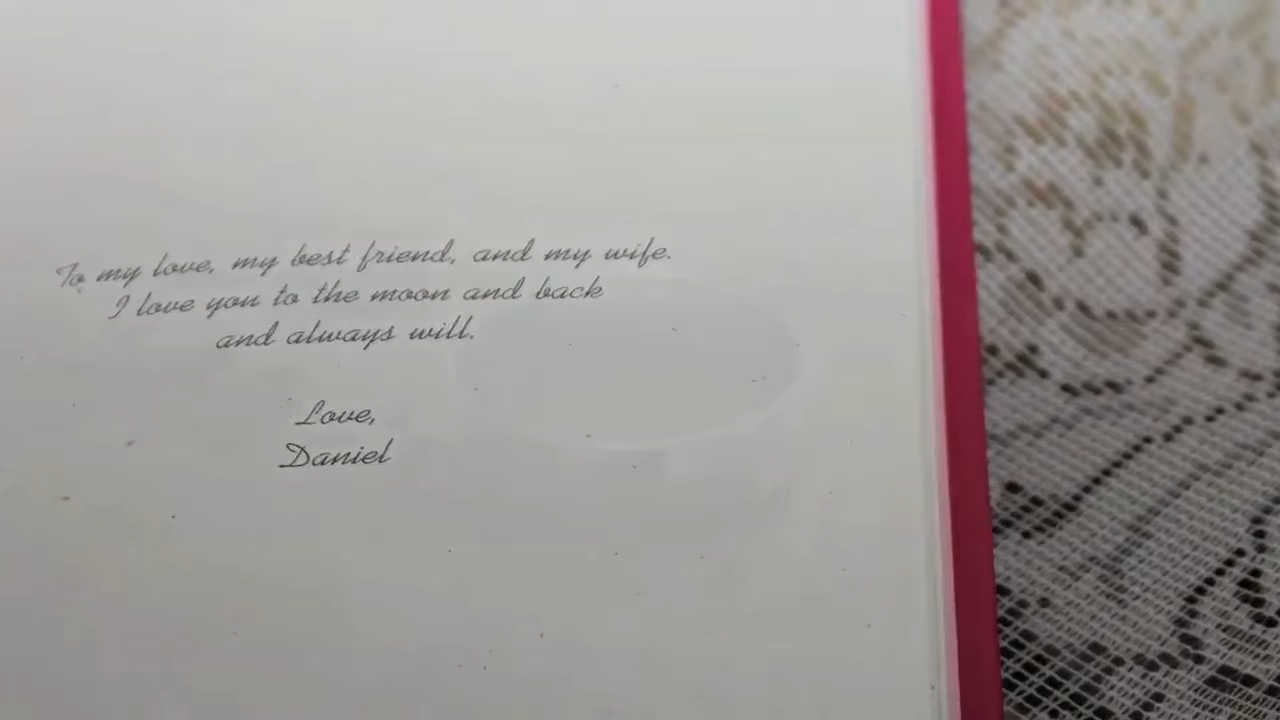 To my love, my best friend, and my wife.
I love you to the moon and back
and always will.
Love,
Daniel